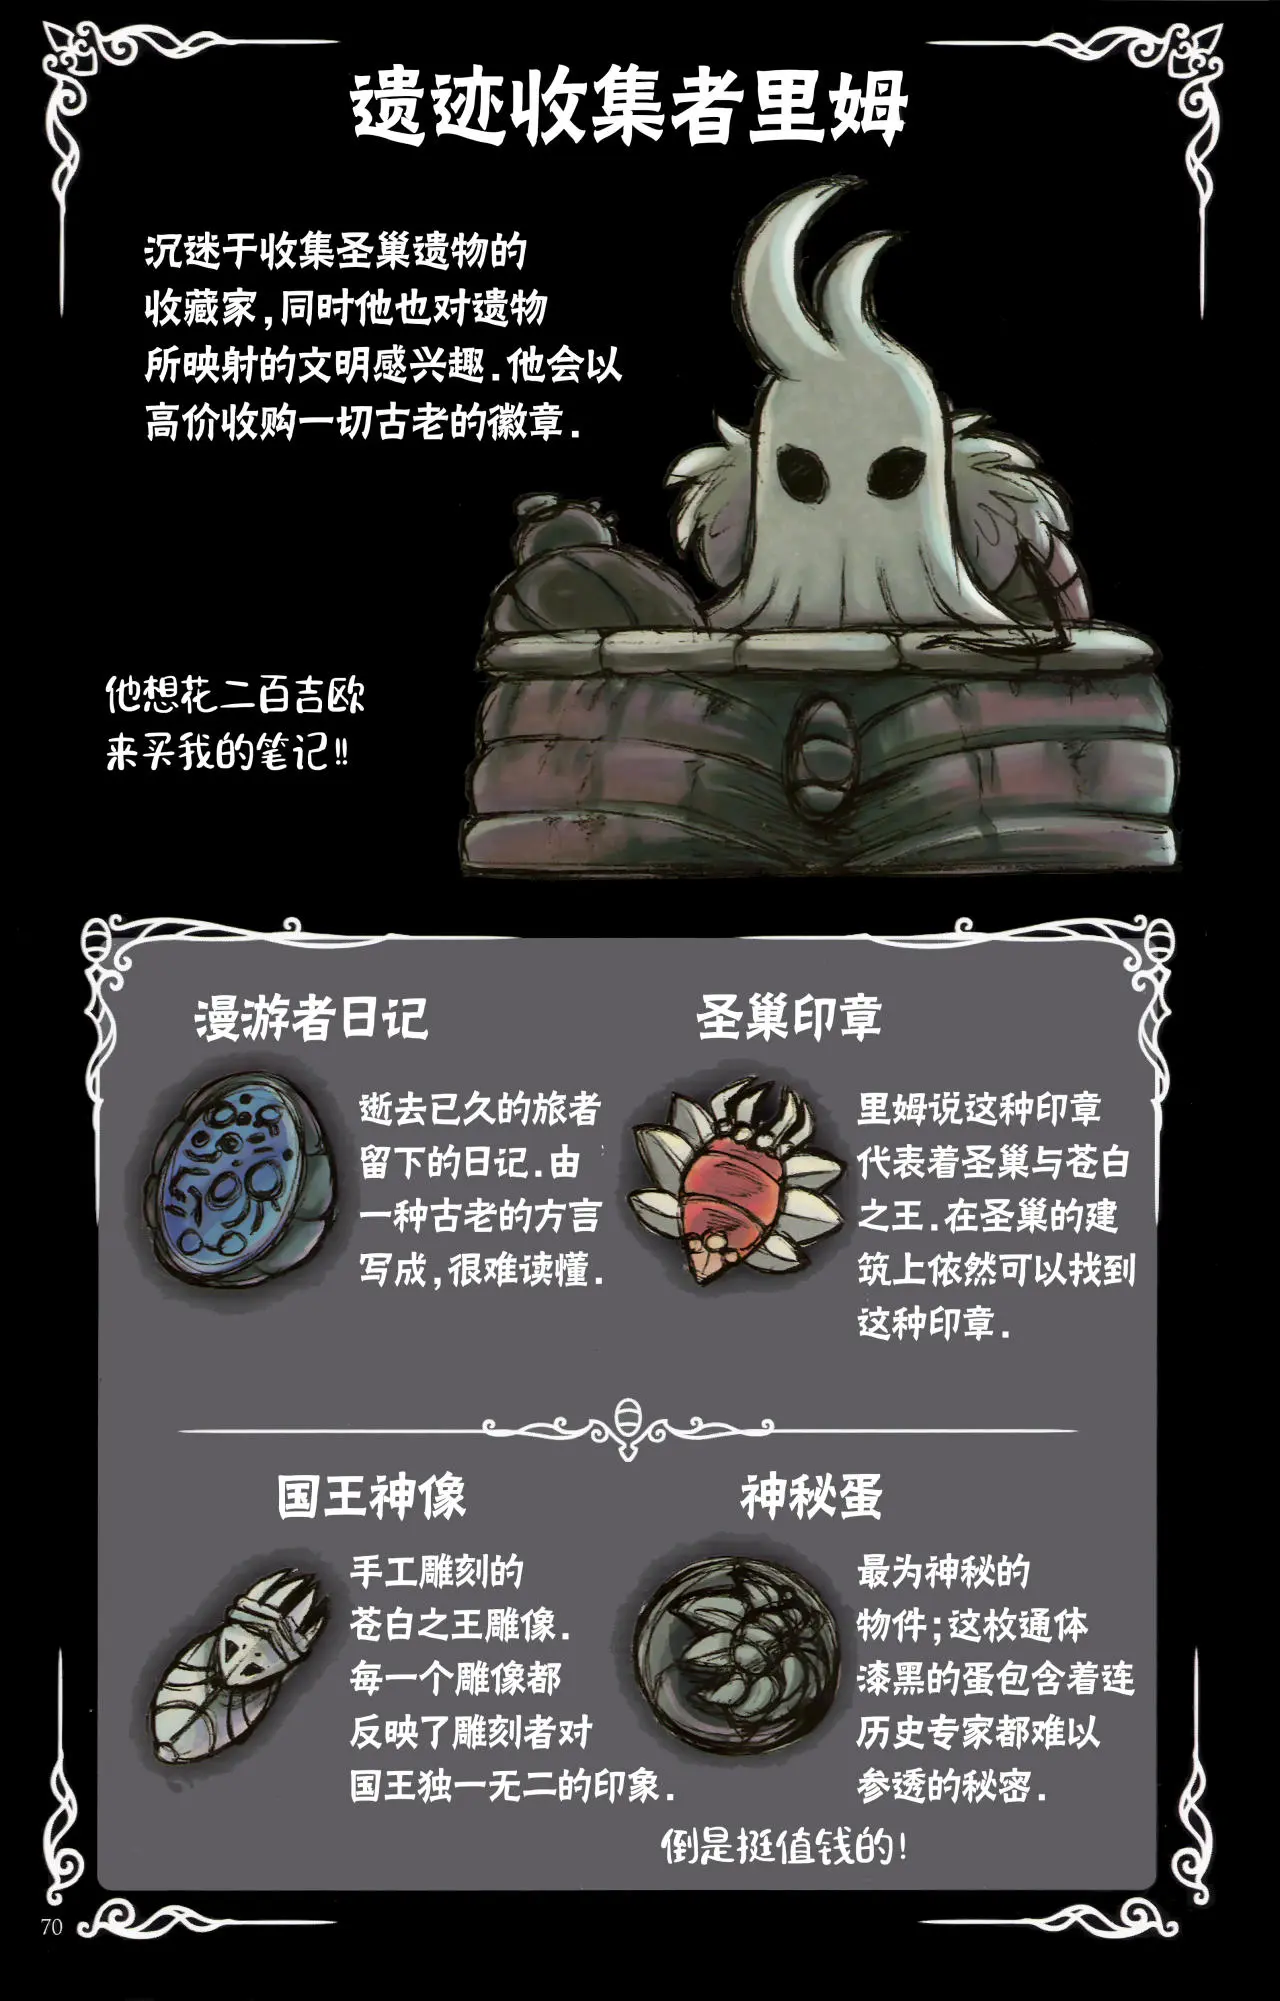 遗迹收集者里姆
沉迷于收集圣巢遗物的
收藏家,同时他也对遗物
所映射的文明感兴趣.他会以
高价收购一切古老的徽章.
他想花二百吉欧
来买我的笔记!!
漫游者日记
逝去已久的旅者
留下的日记.由
一种古老的方言
写成,很难读懂.
圣巢印章
里姆说这种印章
代表着圣巢与苍白
之王.在圣巢的建
筑上依然可以找到
这种印章.
国王神像
手工雕刻的
苍白之王雕像.
每一个雕像都
反映了雕刻者对
国王独一无二的印象.
神秘蛋
最为神秘的
物件;这枚通体
漆黑的蛋包含着连
历史专家都难以
参透的秘密.
倒是挺值钱的!
70